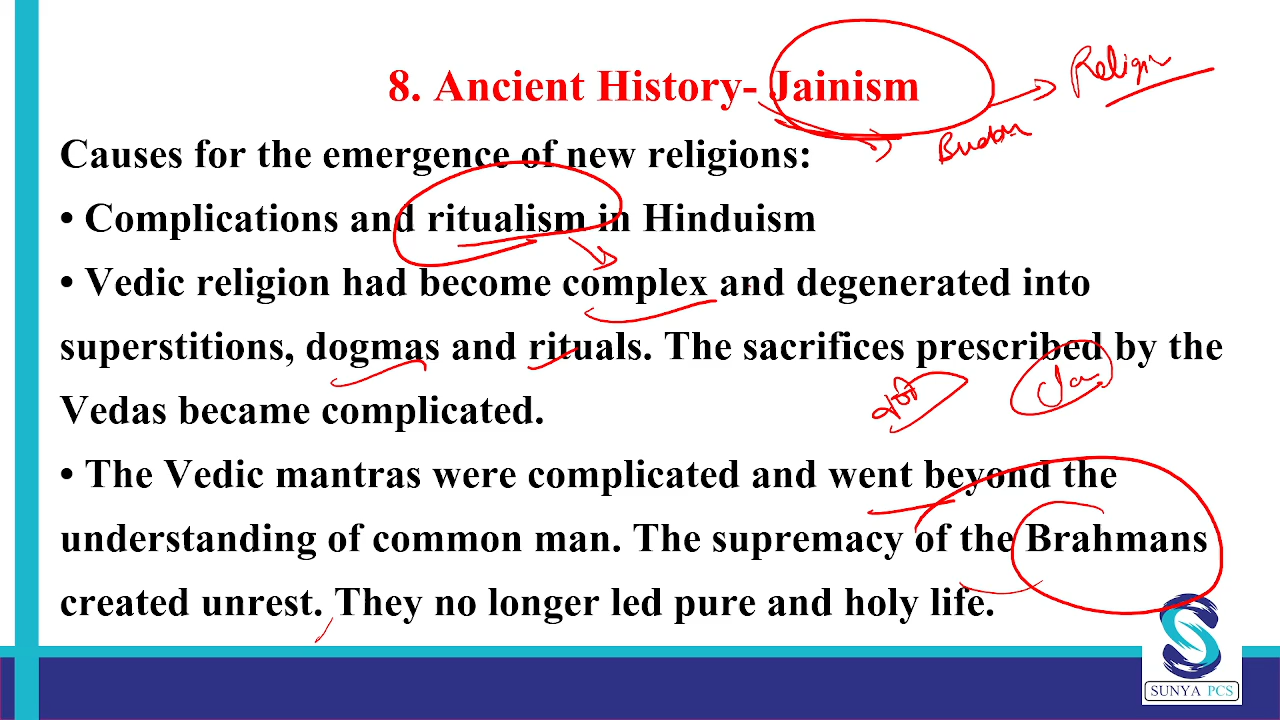 8. Ancient History- Jainism
Religion
Causes for the emergence of new religions:
• Complications and ritualism in Hinduism
• Vedic religion had become complex and degenerated into
superstitions, dogmas and rituals. The sacrifices prescribed by the
Vedas became complicated.
• The Vedic mantras were complicated and went beyond the
understanding of common man. The supremacy of the Brahmans
created unrest. They no longer led pure and holy life.
SUNYA PCS